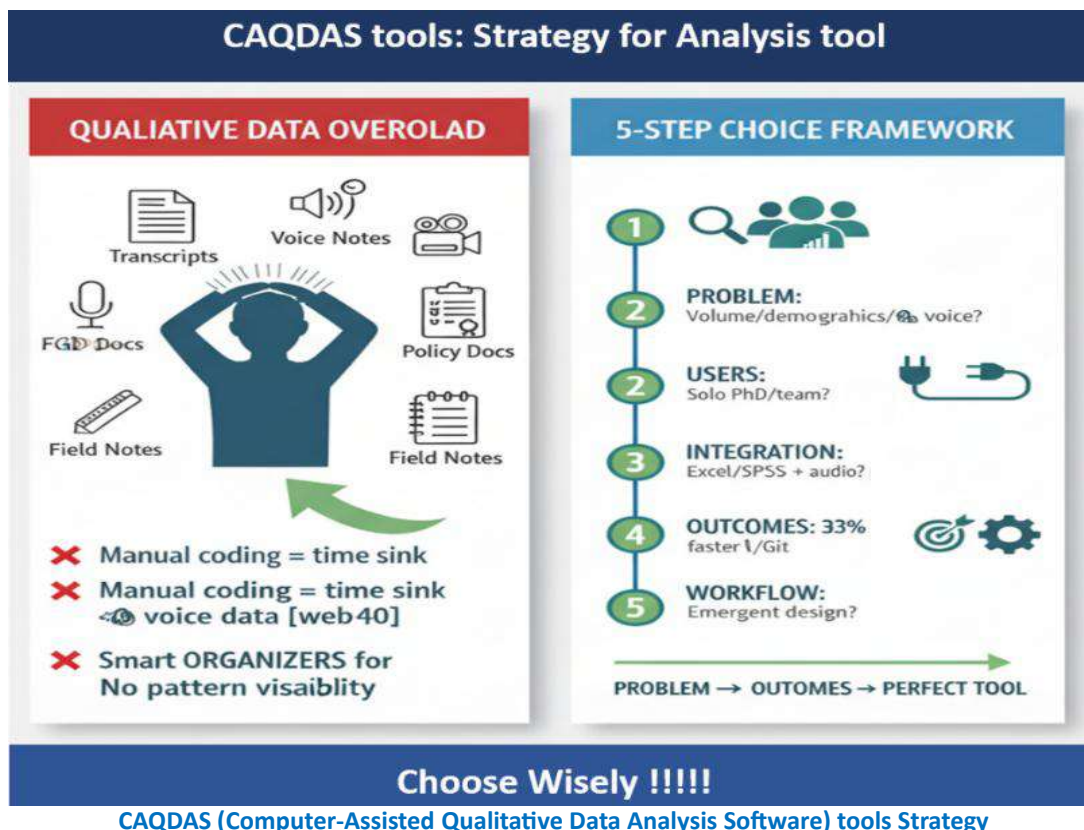 CAQDAS tools: Strategy for Analysis tool
QUALIATIVE DATA OVEROLAD
Transcripts
Voice Notes
FGD Docs
Policy Docs
Field Notes
Field Notes
Manual coding = time sink
Manual coding = time sink
voice data [web40]
Smart ORGANIZERS for
No pattern visaiblity
5-STEP CHOICE FRAMEWORK
1
2
PROBLEM:
Volume/demograhics/ voice?
2
USERS:
Solo PhD/team?
3
INTEGRATION:
Excel/SPSS + audio?
4
OUTCOMES: 33%
faster /Git
5
WORKFLOW:
Emergent design?
PROBLEM → OUTOMES → PERFECT TOOL
Choose Wisely !!!!!
CAQDAS (Computer-Assisted Qualitative Data Analysis Software) tools Strategy